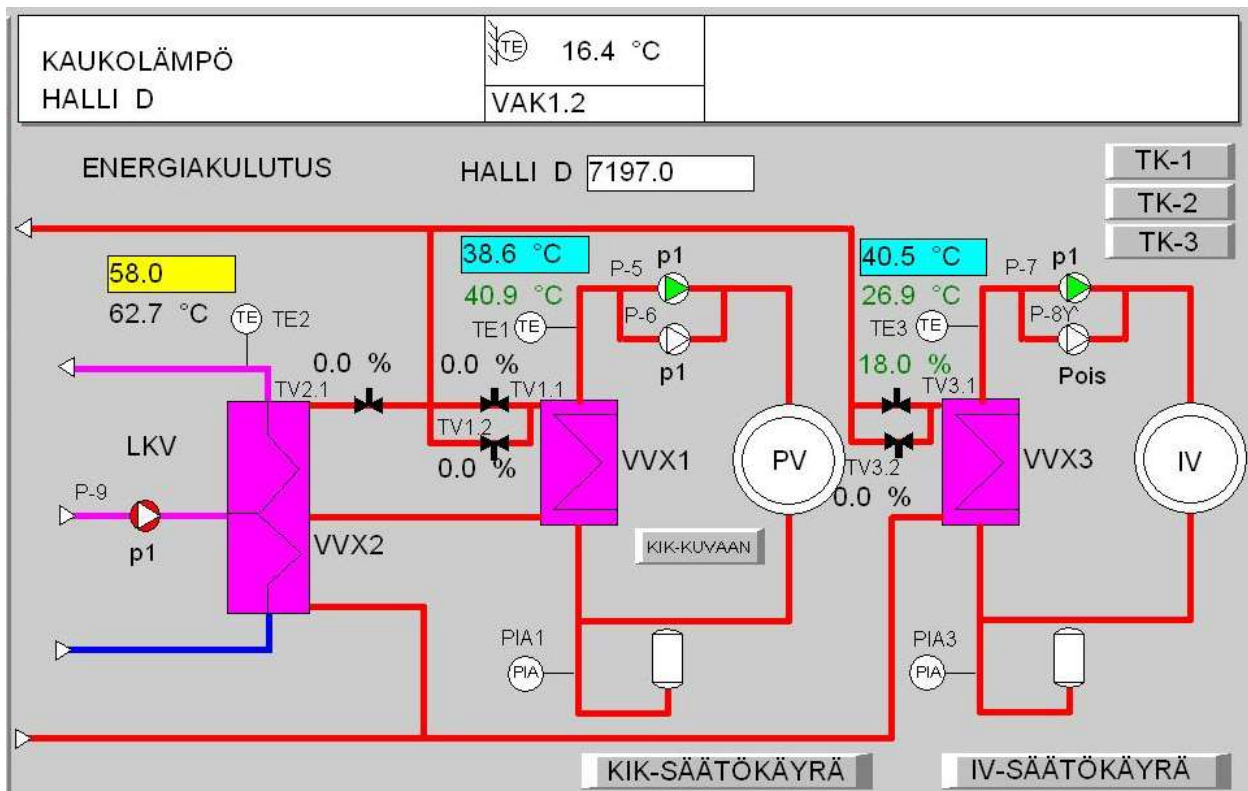 KAUKOLÄMPÖ
HALLI D
TE 16.4 °C
VAK1.2
ENERGIAKULUTUS
HALLI D 7197.0
TK-1
TK-2
TK-3
58.0
62.7 °C
TE TE2
38.6 °C
40.9 °C
TE1 TE
P-5 p1
P-6
p1
40.5 °C
26.9 °C
TE3 TE
18.0 %
P-7 p1
P-8Y
Pois
0.0 %
TV2.1
0.0 %
TV1.1
TV1.2
0.0 %
TV3.1
TV3.2
0.0 %
LKV
P-9
p1
VVX2
VVX1
PV
VVX3
IV
KIK-KUVAAN
PIA1
PIA
PIA3
PIA
KIK-SÄÄTÖKÄYRÄ
IV-SÄÄTÖKÄYRÄ